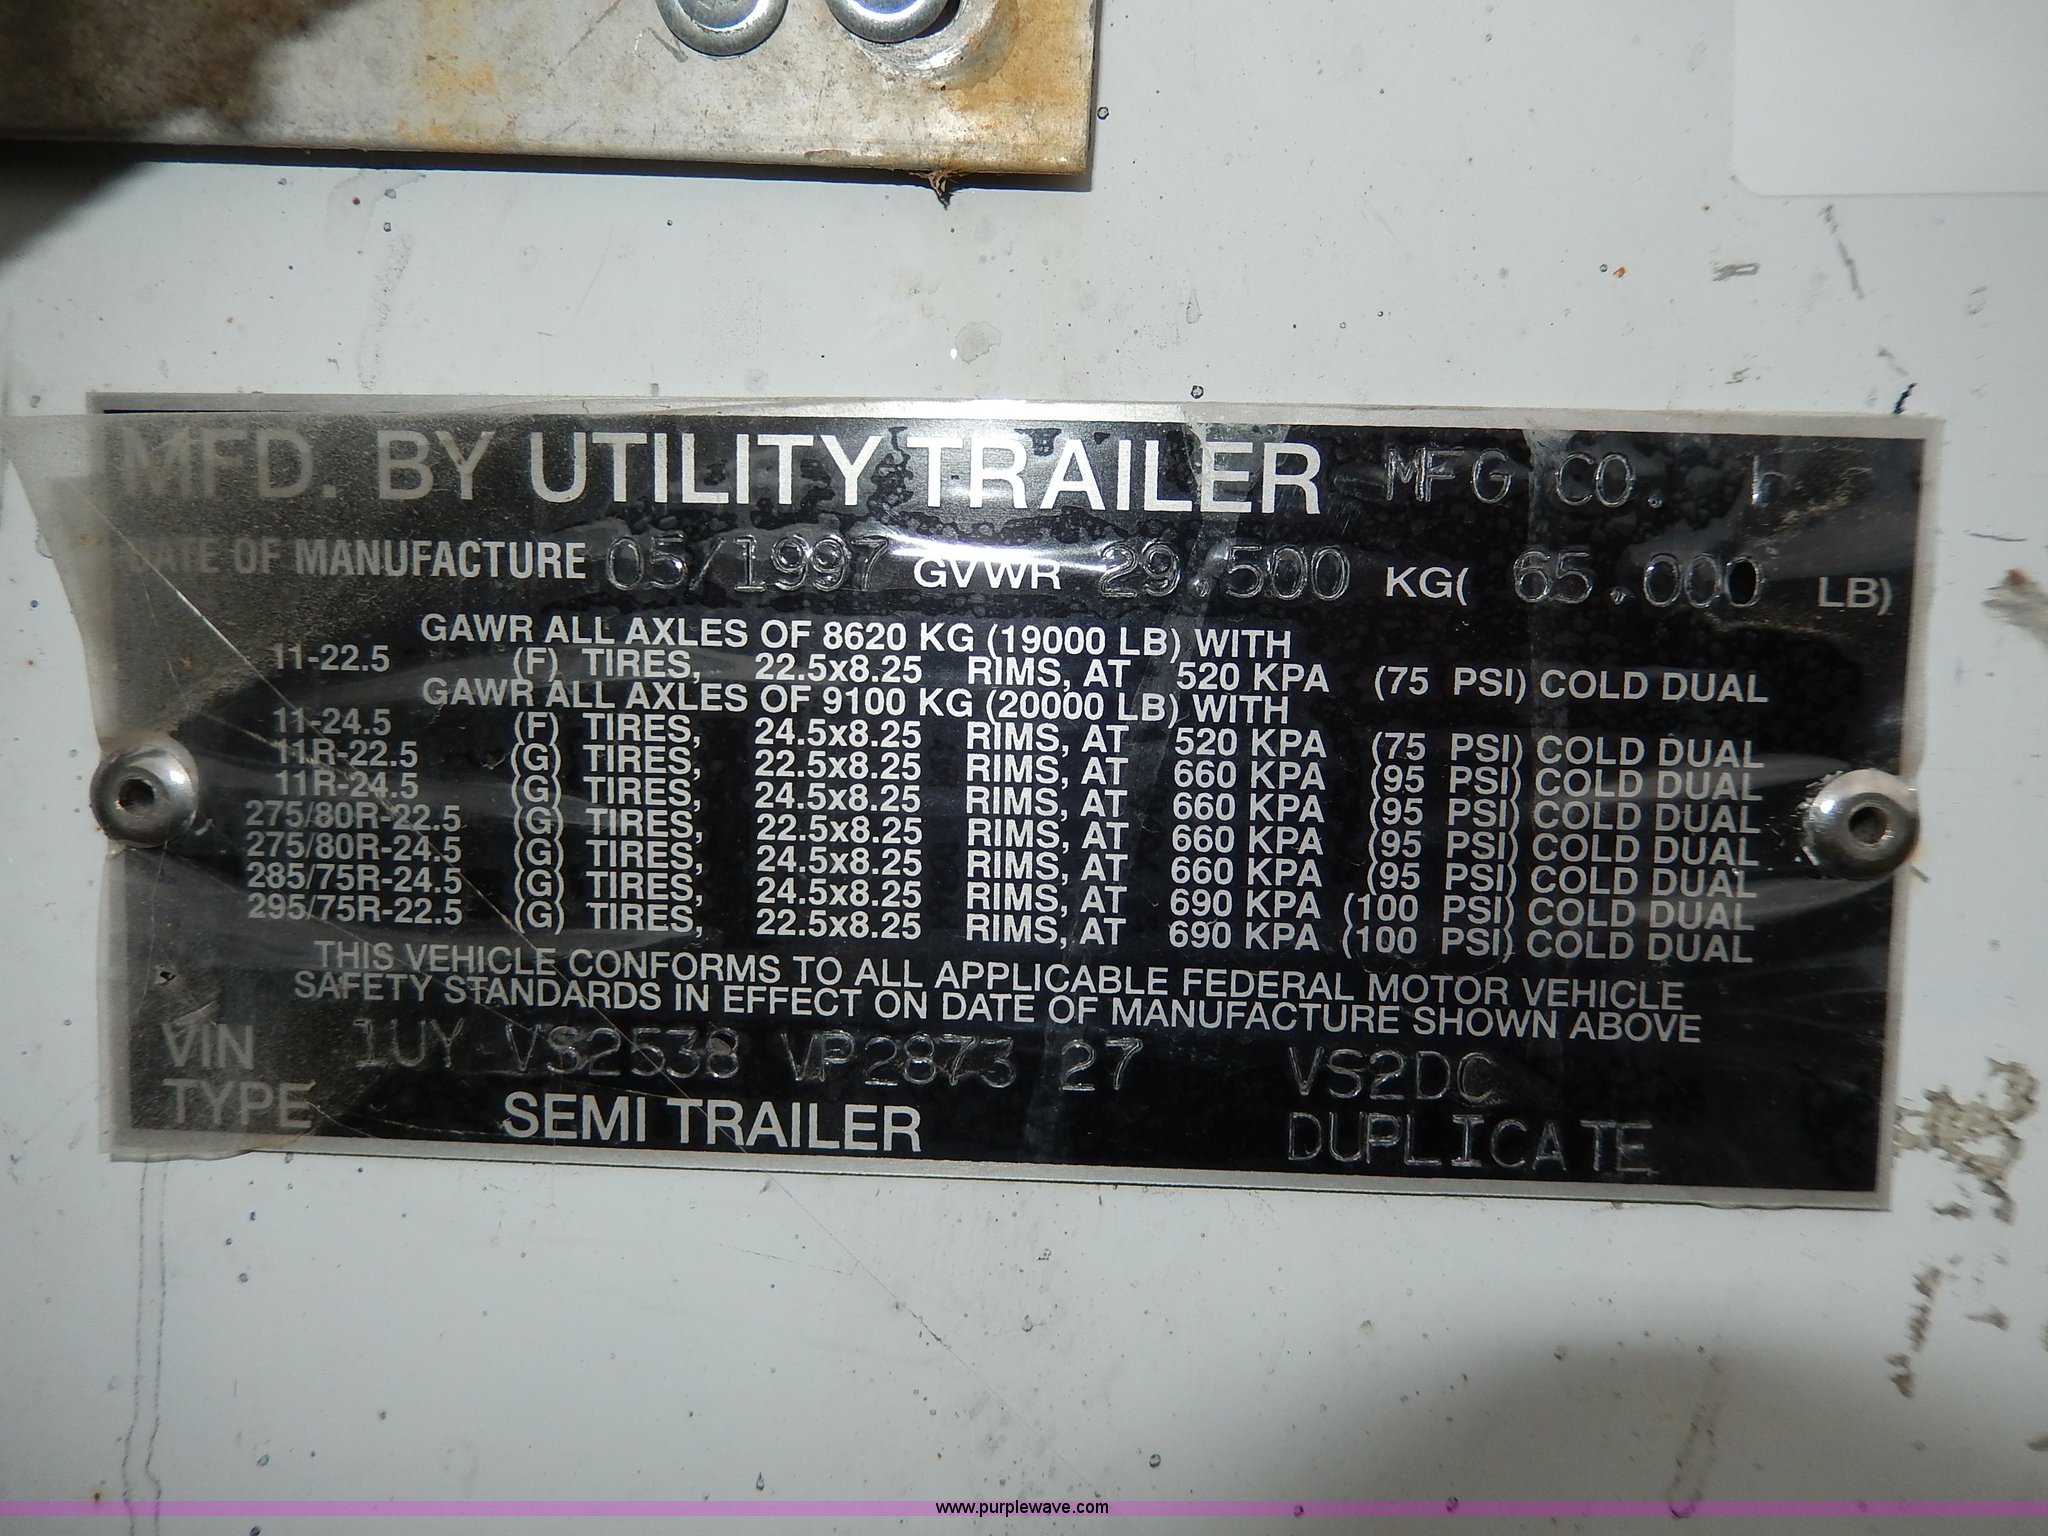 MFD. BY UTILITY TRAILER MFG CO. h
DATE OF MANUFACTURE 05/1997 GVWR 29,500 KG( 65,000 LB)
GAWR ALL AXLES OF 8620 KG (19000 LB) WITH
11-22.5 (F) TIRES, 22.5x8.25 RIMS, AT 520 KPA (75 PSI) COLD DUAL
GAWR ALL AXLES OF 9100 KG (20000 LB) WITH
11-24.5 (F) TIRES, 24.5x8.25 RIMS, AT 520 KPA (75 PSI) COLD DUAL
11R-22.5 (G) TIRES, 22.5x8.25 RIMS, AT 660 KPA (95 PSI) COLD DUAL
11R-24.5 (G) TIRES, 24.5x8.25 RIMS, AT 660 KPA (95 PSI) COLD DUAL
275/80R-22.5 (G) TIRES, 22.5x8.25 RIMS, AT 660 KPA (95 PSI) COLD DUAL
275/80R-24.5 (G) TIRES, 24.5x8.25 RIMS, AT 660 KPA (95 PSI) COLD DUAL
285/75R-24.5 (G) TIRES, 24.5x8.25 RIMS, AT 690 KPA (100 PSI) COLD DUAL
295/75R-22.5 (G) TIRES, 22.5x8.25 RIMS, AT 690 KPA (100 PSI) COLD DUAL
THIS VEHICLE CONFORMS TO ALL APPLICABLE FEDERAL MOTOR VEHICLE
SAFETY STANDARDS IN EFFECT ON DATE OF MANUFACTURE SHOWN ABOVE
VIN 1UY VS2538 VP2873 27 VS2DC
TYPE SEMI TRAILER DUPLICATE
www.purplewave.com